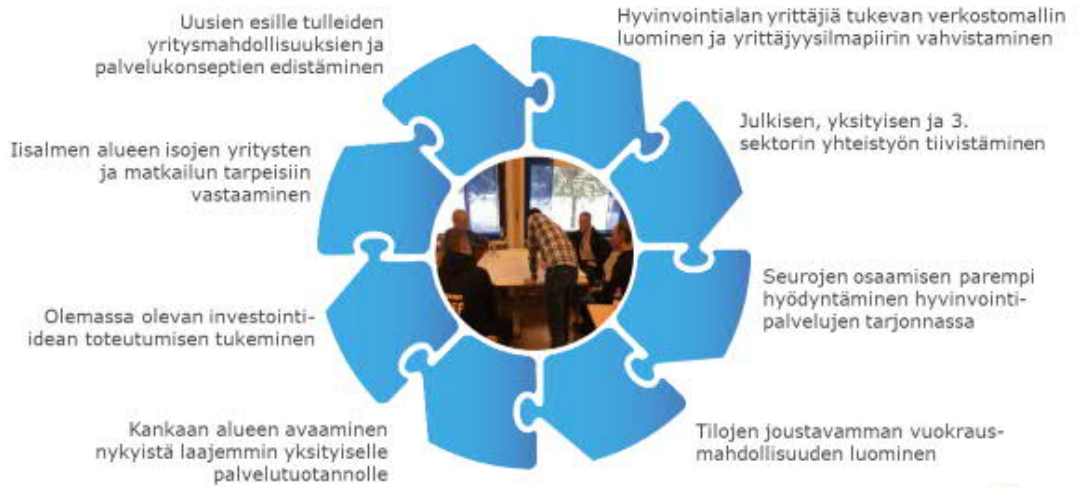 Uusien esille tulleiden
yritysmahdollisuuksien ja
palvelukonseptien edistäminen
Hyvinvointialan yrittäjiä tukevan verkostomallin
luominen ja yrittäjyysilmapiirin vahvistaminen
Julkisen, yksityisen ja 3.
sektorin yhteistyön tiivistäminen
Iisalmen alueen isojen yritysten
ja matkailun tarpeisiin
vastaaminen
Seurojen osaamisen parempi
hyödyntäminen hyvinvointi-
palvelujen tarjonnassa
Olemassa olevan investointi-
idean toteutumisen tukeminen
Kankaan alueen avaaminen
nykyistä laajemmin yksityiselle
palvelutuotannolle
Tilojen joustavamman vuokraus-
mahdollisuuden luominen